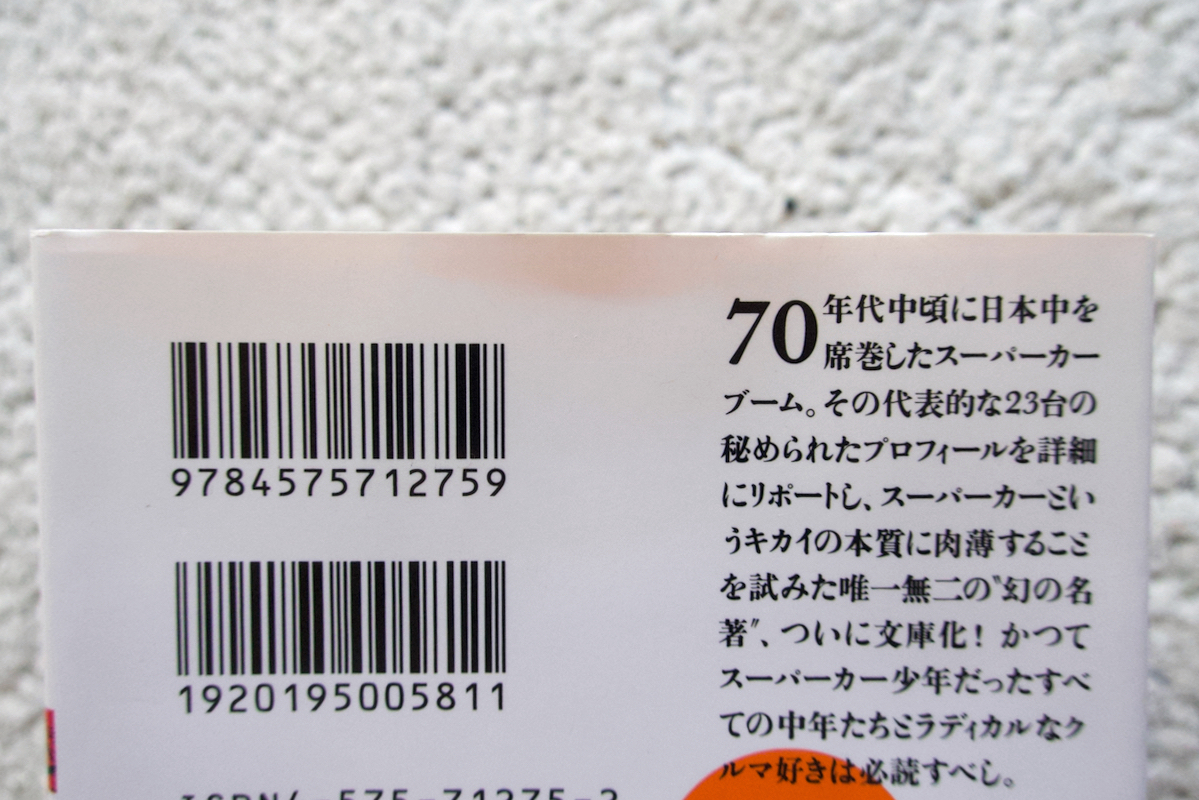 9784575712759
1920195005811
ISBN4-575-71275-2
70年代中頃に日本中を
席巻したスーパーカー
ブーム。その代表的な23台の
秘められたプロフィールを詳細
にリポートし、スーパーカーとい
うキカイの本質に肉薄すること
を試みた唯一無二の〝幻の名
著〟、ついに文庫化！かつて
スーパーカー少年だったすべ
ての中年たちとラディカルなク
ルマ好きは必読すべし。